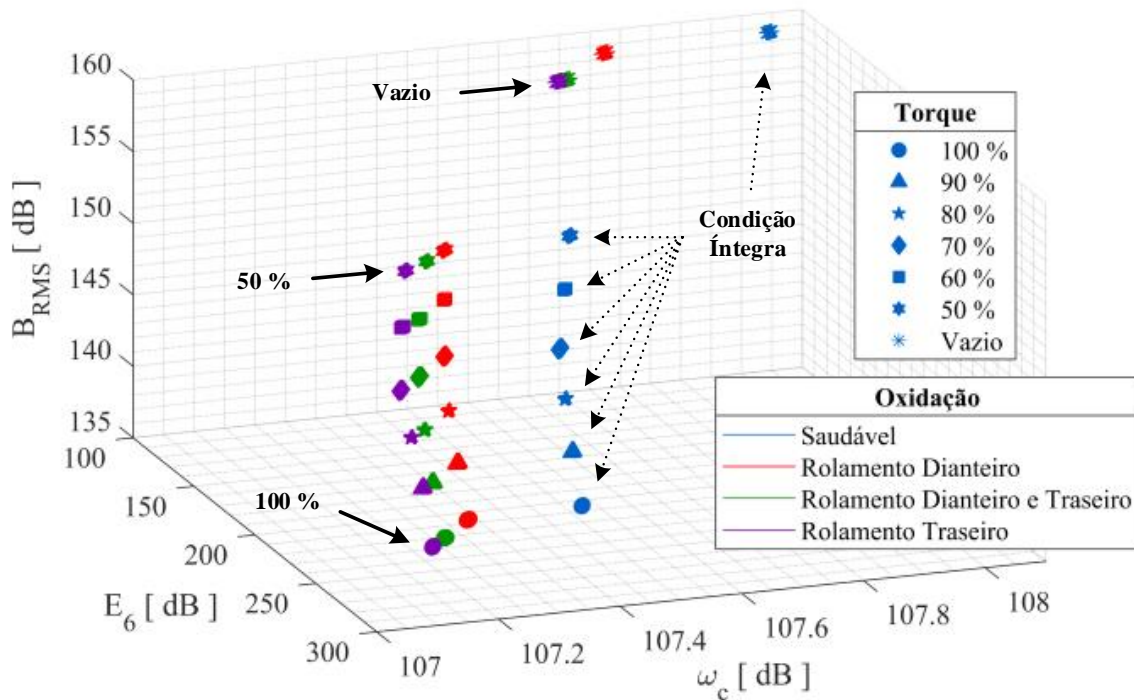 160
155
150
145
140
135
B_RMS [ dB ]
100
150
200
250
300
E_6 [ dB ]
107
107.2
107.4
107.6
107.8
108
ω_c [ dB ]
Vazio
50 %
100 %
Condição
Íntegra
Torque
100 %
90 %
80 %
70 %
60 %
50 %
Vazio
Oxidação
Saudável
Rolamento Dianteiro
Rolamento Dianteiro e Traseiro
Rolamento Traseiro